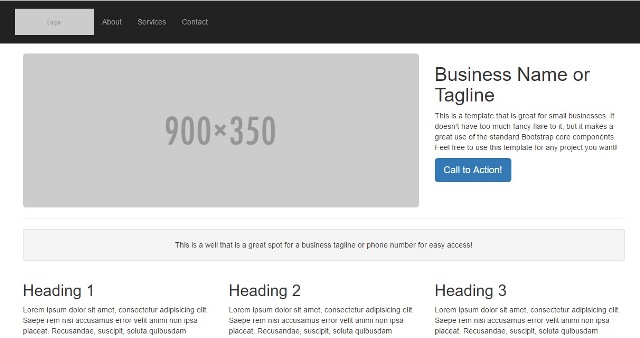 Logo
About Services Contact
900×350
Business Name or
Tagline
This is a template that is great for small businesses. It
doesn't have too much fancy flare to it, but it makes a
great use of the standard Bootstrap core components.
Feel free to use this template for any project you want!
Call to Action!
This is a well that is a great spot for a business tagline or phone number for easy access!
Heading 1
Lorem ipsum dolor sit amet, consectetur adipisicing elit.
Saepe rem nisi accusamus error velit animi non ipsa
placeat. Recusandae, suscipit, soluta quibusdam
Heading 2
Lorem ipsum dolor sit amet, consectetur adipisicing elit.
Saepe rem nisi accusamus error velit animi non ipsa
placeat. Recusandae, suscipit, soluta quibusdam
Heading 3
Lorem ipsum dolor sit amet, consectetur adipisicing elit.
Saepe rem nisi accusamus error velit animi non ipsa
placeat. Recusandae, suscipit, soluta quibusdam